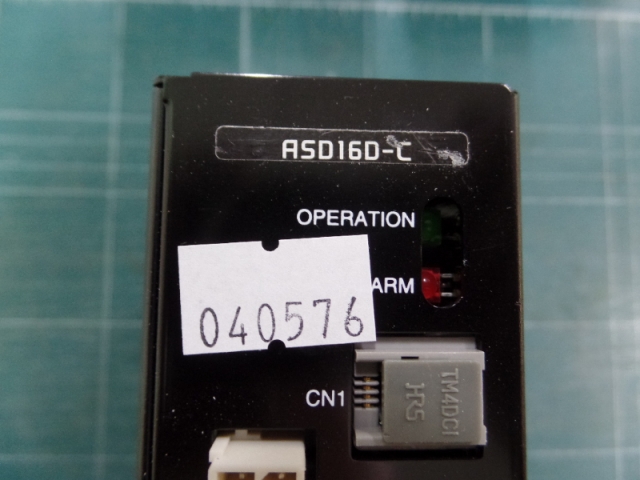 ASD16D-C
OPERATION
ARM
040576
CN1
TM4DCI
HRS